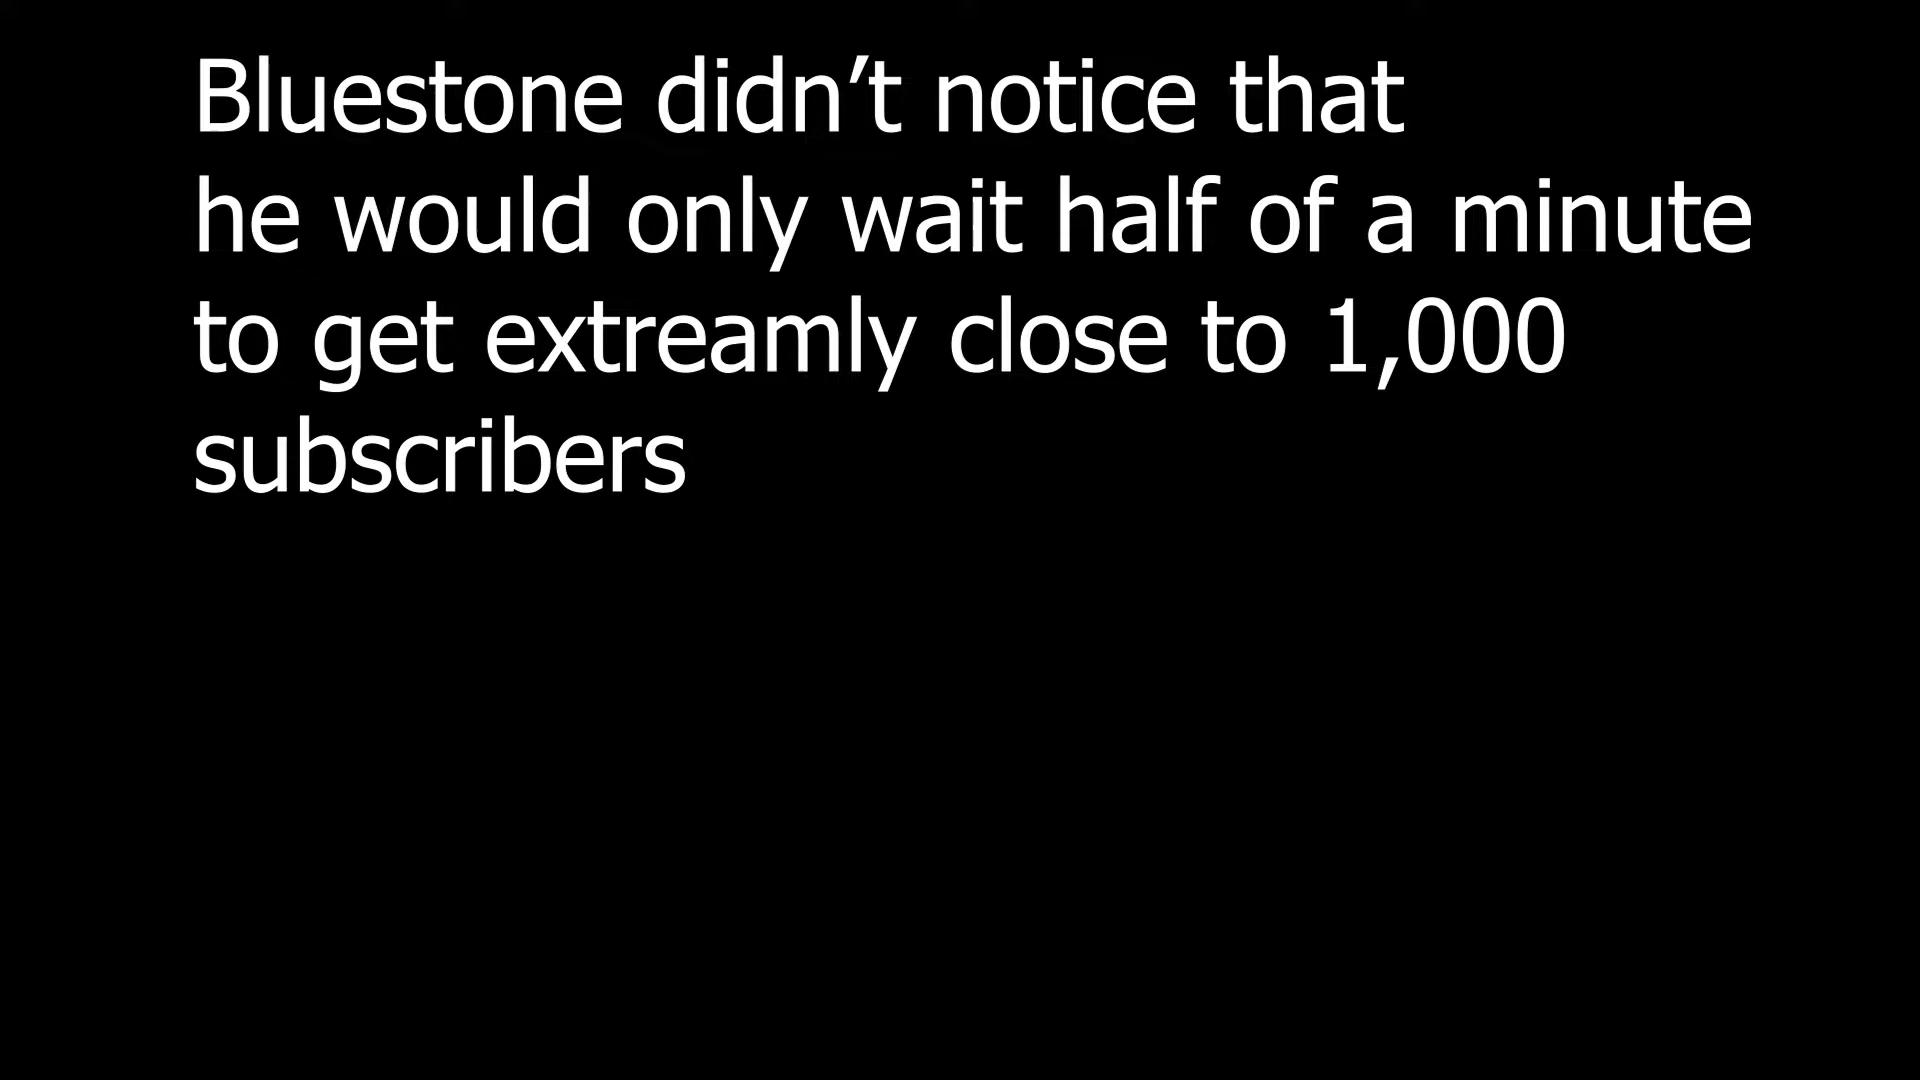 Bluestone didn’t notice that
he would only wait half of a minute
to get extreamly close to 1,000
subscribers